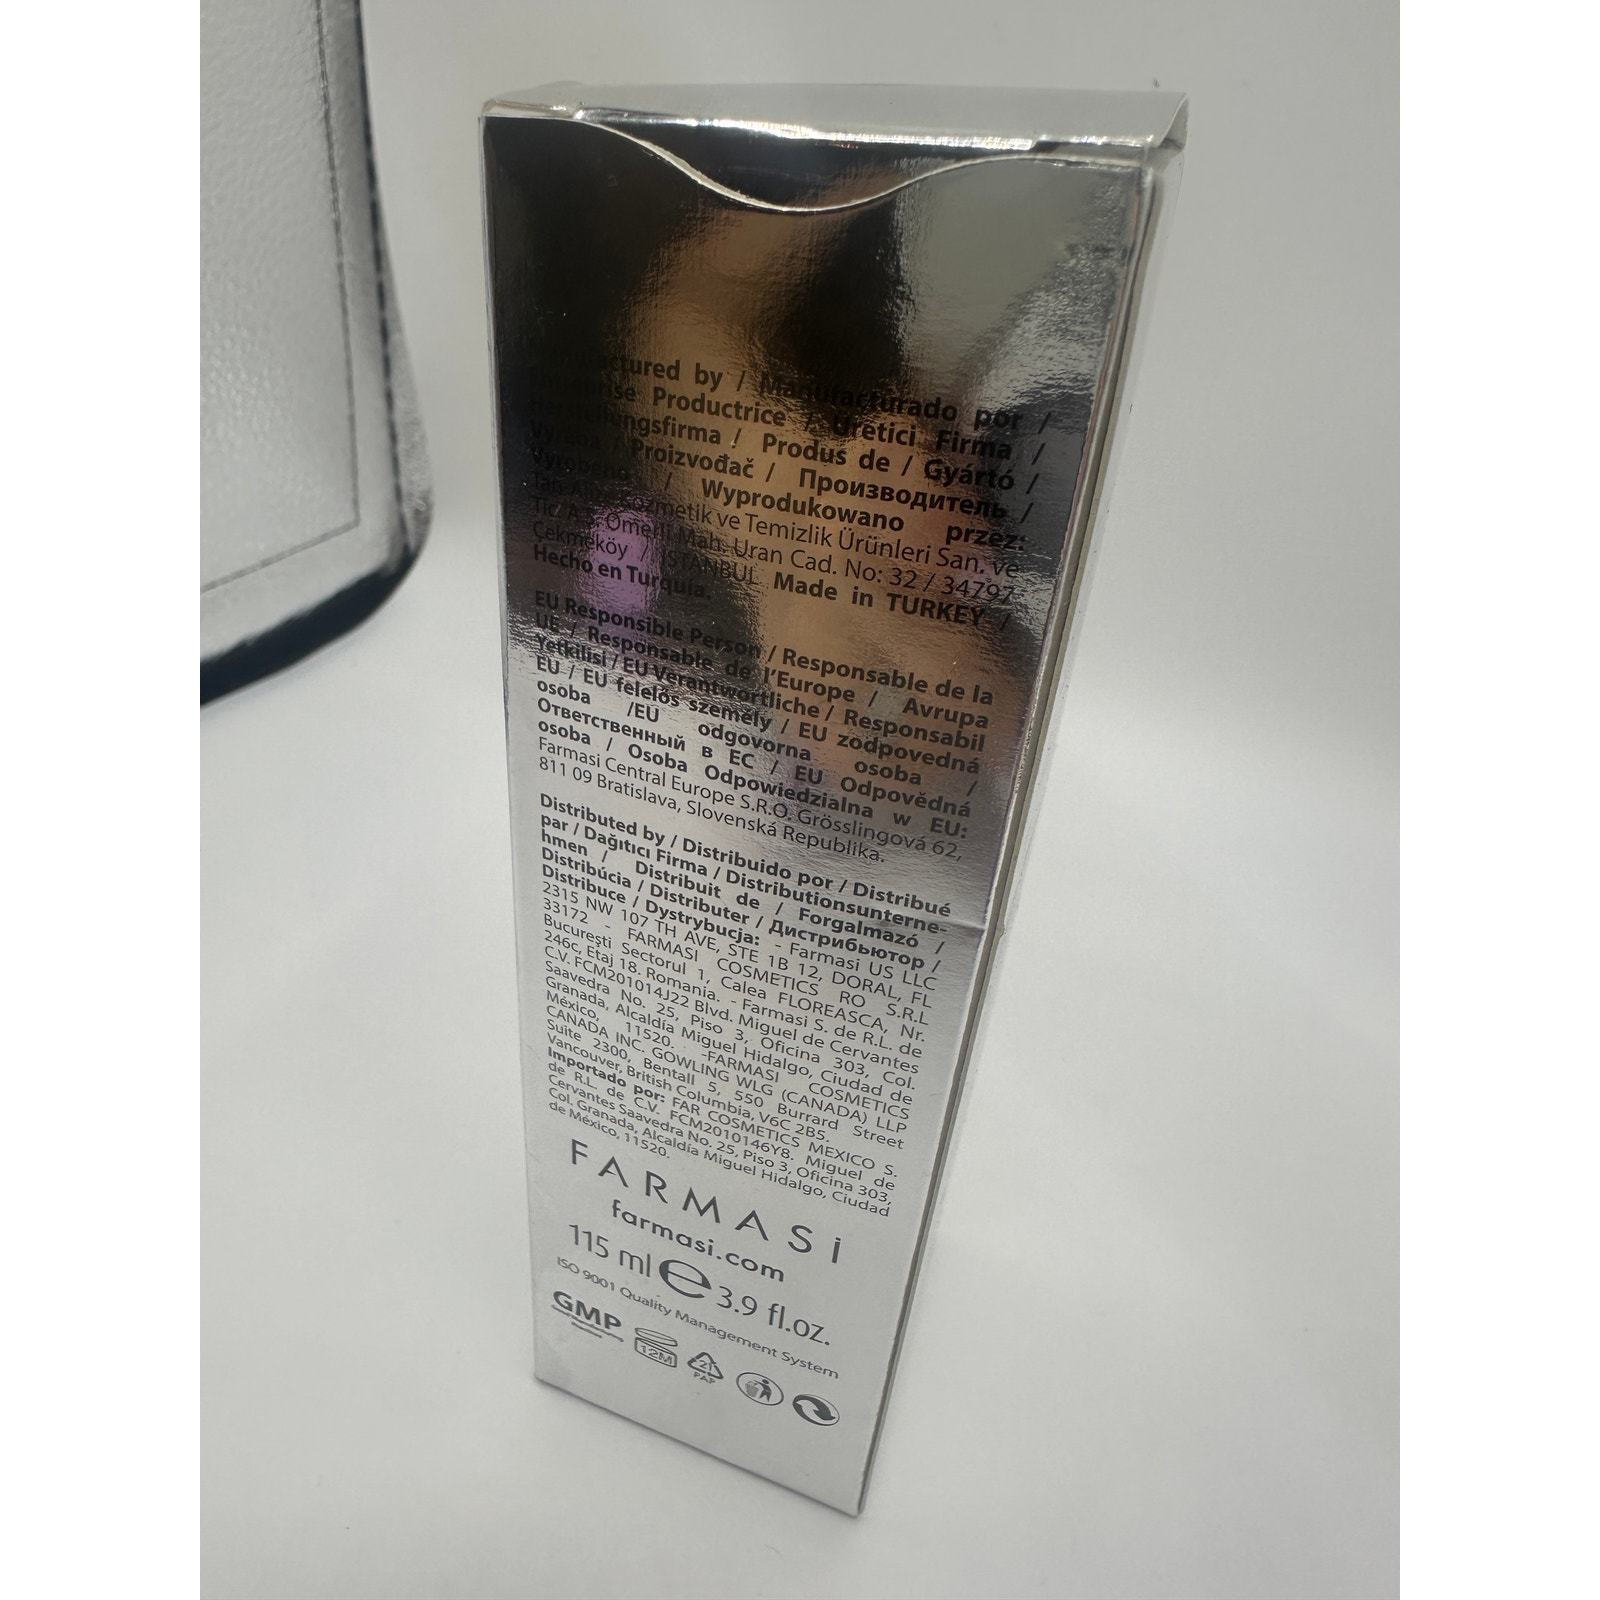 Manufactured by / Manufacturado por /
Entreprise Productrice / Üretici Firma /
Herstellungsfirma / Produs de / Gyártó /
Výroba / Proizvođač / Производитель /
Vyrobeno / Wyprodukowano przez:
Tan Alize Kozmetik ve Temizlik Ürünleri San. ve
Tic. A.Ş. Ömerli Mah. Uran Cad. No: 32 / 34797
Çekmeköy / İSTANBUL Made in TURKEY /
Hecho en Turquía.
EU Responsible Person / Responsable de la
UE / Responsable de l'Europe / Avrupa
Yetkilisi / EU Verantwortliche / Responsabil
EU / EU felelős személy / EU zodpovedná
osoba /EU odgovorna osoba /
Ответственный в ЕС / EU Odpovědná
osoba / Osoba Odpowiedzialna w EU:
Farmasi Central Europe S.R.O. Grösslingová 62,
811 09 Bratislava, Slovenská Republika.
Distributed by / Distribuido por / Distribué
par / Dağıtıcı Firma / Distributionsunterne-
hmen / Distribuit de / Forgalmazó /
Distribúcia / Distributer / Дистрибьютор /
Distribuce / Dystrybucja: - Farmasi US LLC
2315 NW 107 TH AVE, STE 1B 12, DORAL, FL
33172 - FARMASI COSMETICS RO S.R.L
Bucureşti Sectorul 1, Calea FLOREASCA, Nr.
246c, Etaj 18. Romania. - Farmasi S. de R.L. de
C.V. FCM201014J22 Blvd. Miguel de Cervantes
Saavedra No. 25, Piso 3, Oficina 303, Col.
Granada, Alcaldía Miguel Hidalgo, Ciudad de
México, 11520. -FARMASI COSMETICS
CANADA INC. GOWLING WLG (CANADA) LLP
Suite 2300, Bentall 5, 550 Burrard Street
Vancouver, British Columbia, V6C 2B5.
Importado por: FAR COSMETICS MEXICO S.
de R.L. de C.V. FCM2010146Y8. Miguel de
Cervantes Saavedra No. 25, Piso 3, Oficina 303,
Col. Granada, Alcaldía Miguel Hidalgo, Ciudad
de México, 11520.
FARMASi
farmasi.com
115 ml e 3.9 fl.oz.
ISO 9001 Quality Management System
GMP
12M
21
PAP